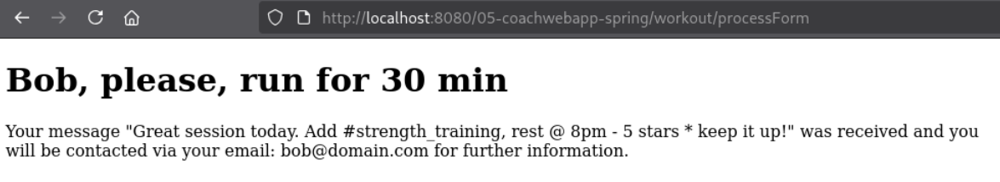 http://localhost:8080/05-coachwebapp-spring/workout/processForm
Bob, please, run for 30 min
Your message "Great session today. Add #strength_training, rest @ 8pm - 5 stars * keep it up!" was received and you
will be contacted via your email: bob@domain.com for further information.